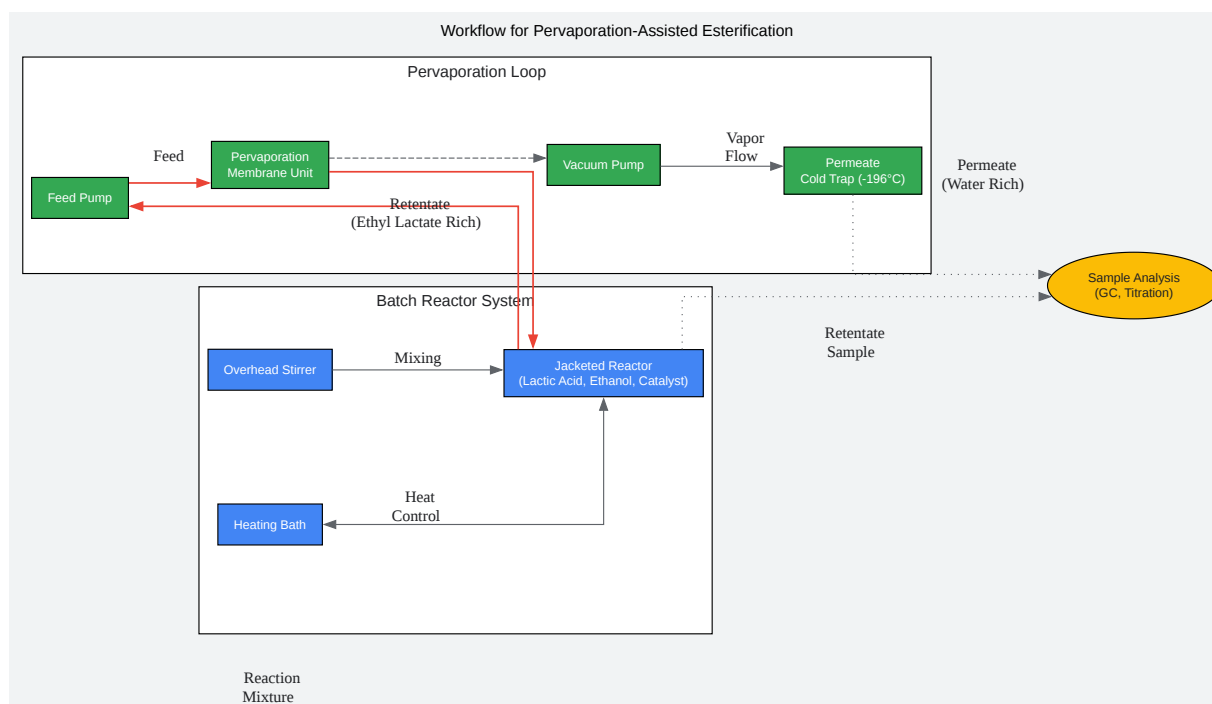 Workflow for Pervaporation-Assisted Esterification
Pervaporation Loop
Feed
Pervaporation
Membrane Unit
Feed Pump
Vacuum Pump
Vapor
Flow
Permeate
Cold Trap (-196°C)
Permeate
(Water Rich)
Retentate
(Ethyl Lactate Rich)
Sample Analysis
(GC, Titration)
Batch Reactor System
Overhead Stirrer
Mixing
Jacketed Reactor
(Lactic Acid, Ethanol, Catalyst)
Retentate
Sample
Heating Bath
Heat
Control
Reaction
Mixture